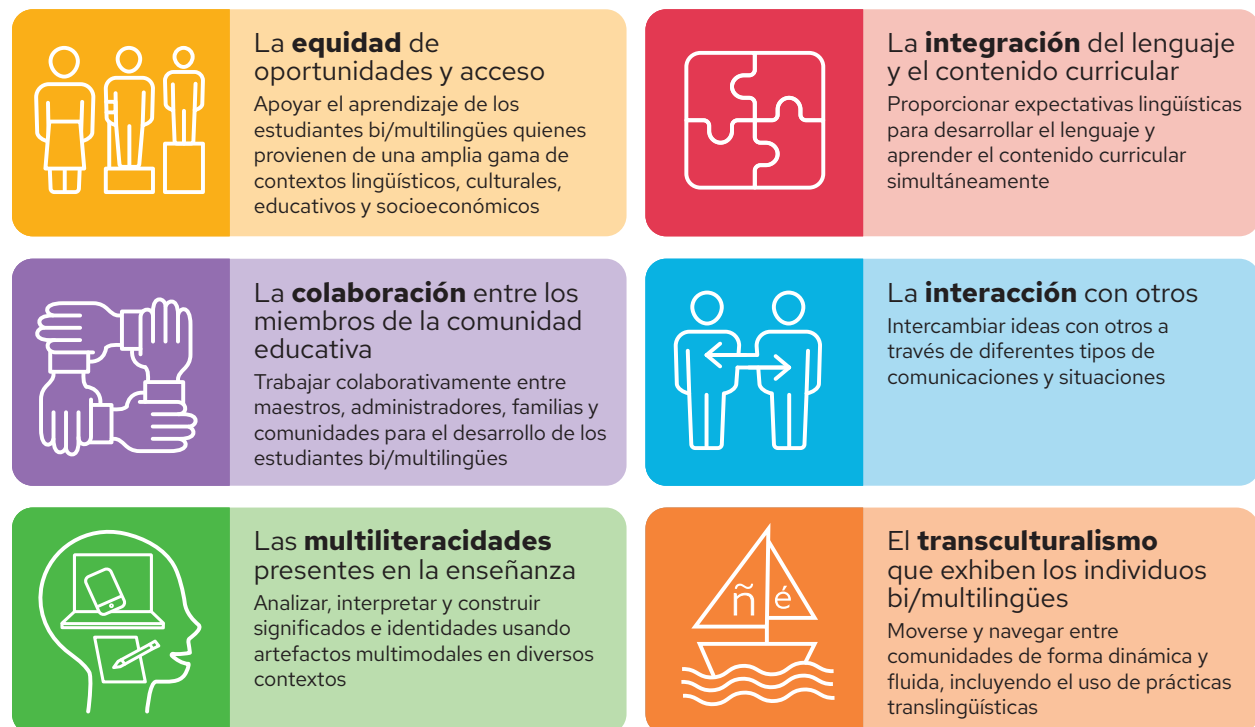 La equidad de
oportunidades y acceso
Apoyar el aprendizaje de los
estudiantes bi/multilingües quienes
provienen de una amplia gama de
contextos lingüísticos, culturales,
educativos y socioeconómicos
La integración del lenguaje
y el contenido curricular
Proporcionar expectativas lingüísticas
para desarrollar el lenguaje y
aprender el contenido curricular
simultáneamente
La colaboración entre los
miembros de la comunidad
educativa
Trabajar colaborativamente entre
maestros, administradores, familias y
comunidades para el desarrollo de los
estudiantes bi/multilingües
La interacción con otros
Intercambiar ideas con otros a
través de diferentes tipos de
comunicaciones y situaciones
Las multiliteracidades
presentes en la enseñanza
Analizar, interpretar y construir
significados e identidades usando
artefactos multimodales en diversos
contextos
ñ é
El transculturalismo
que exhiben los individuos
bi/multilingües
Moverse y navegar entre
comunidades de forma dinámica y
fluida, incluyendo el uso de prácticas
translingüísticas